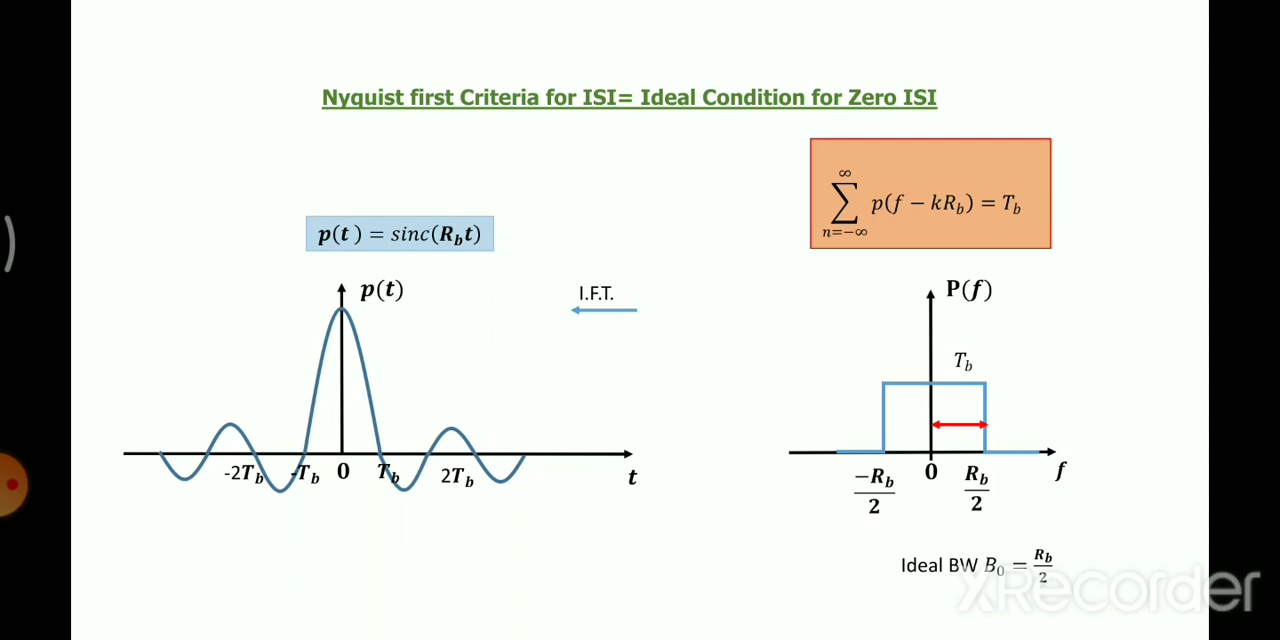 Nyquist first Criteria for ISI= Ideal Condition for Zero ISI
∞
∑ p(f − kR_b) = T_b
n=−∞
p(t ) = sinc(R_bt)
p(t)
I.F.T.
P(f)
T_b
-2T_b -T_b 0 T_b 2T_b t
−R_b/2 0 R_b/2 f
Ideal BW B_0 = R_b/2
XRecorder